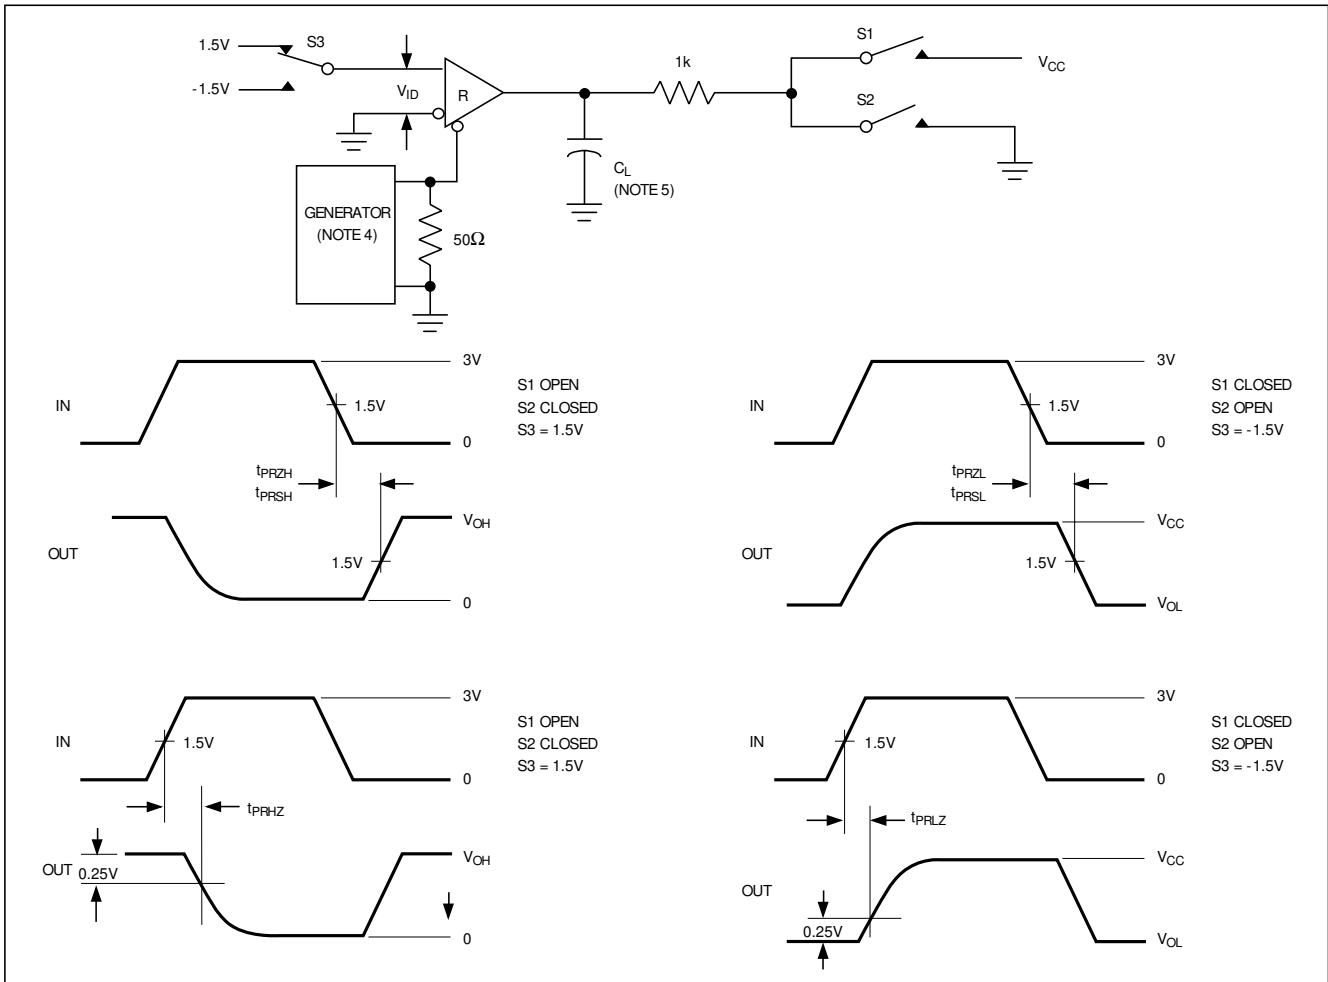 1.5V
S3
-1.5V
V_ID
R
1k
S1
V_CC
S2
C_L
(NOTE 5)
GENERATOR
(NOTE 4)
50Ω
IN
3V
1.5V
0
S1 OPEN
S2 CLOSED
S3 = 1.5V
t_PRZH
t_PRSH
OUT
V_OH
1.5V
0
IN
3V
1.5V
0
S1 CLOSED
S2 OPEN
S3 = -1.5V
t_PRZL
t_PRSL
OUT
V_CC
1.5V
V_OL
IN
3V
1.5V
0
S1 OPEN
S2 CLOSED
S3 = 1.5V
t_PRHZ
OUT
0.25V
V_OH
0
IN
3V
1.5V
0
S1 CLOSED
S2 OPEN
S3 = -1.5V
t_PRLZ
OUT
0.25V
V_CC
V_OL